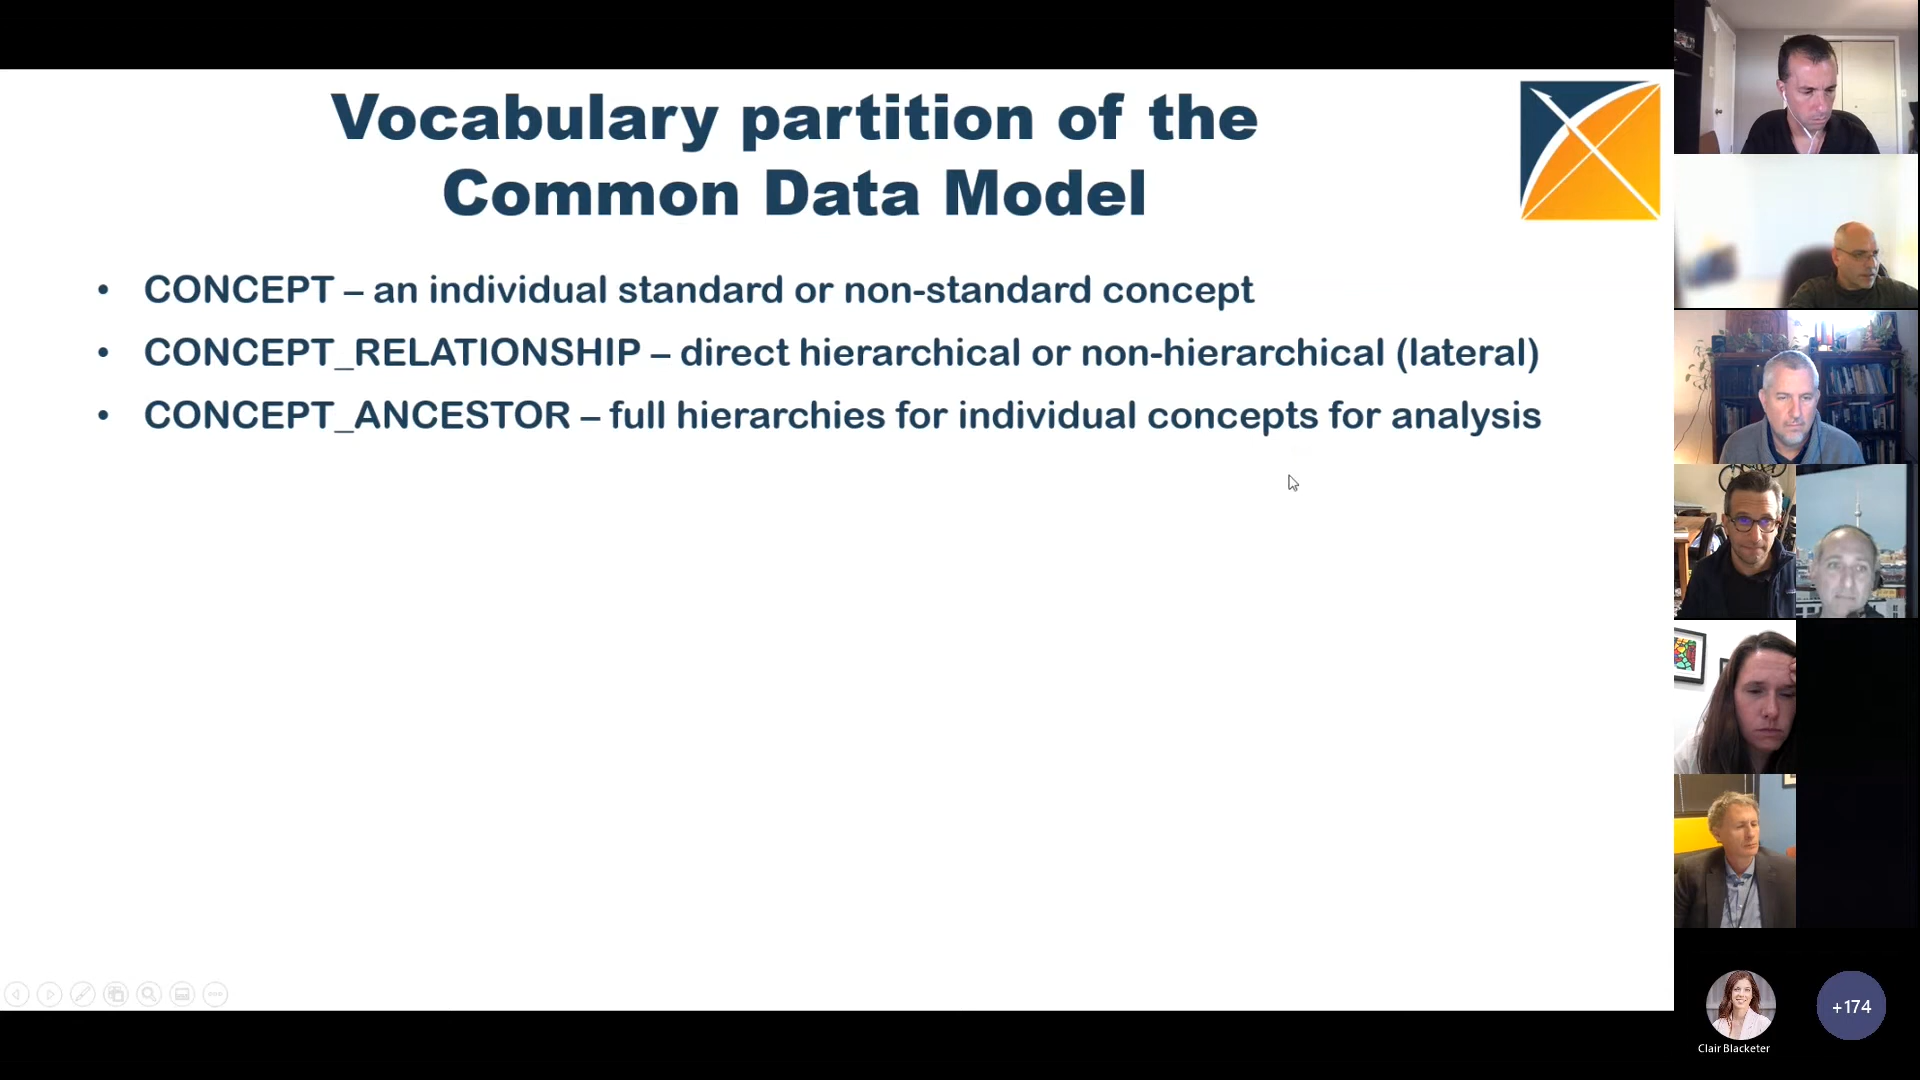 Vocabulary partition of the
Common Data Model
• CONCEPT – an individual standard or non-standard concept
• CONCEPT_RELATIONSHIP – direct hierarchical or non-hierarchical (lateral)
• CONCEPT_ANCESTOR – full hierarchies for individual concepts for analysis
+174
Clair Blacketer